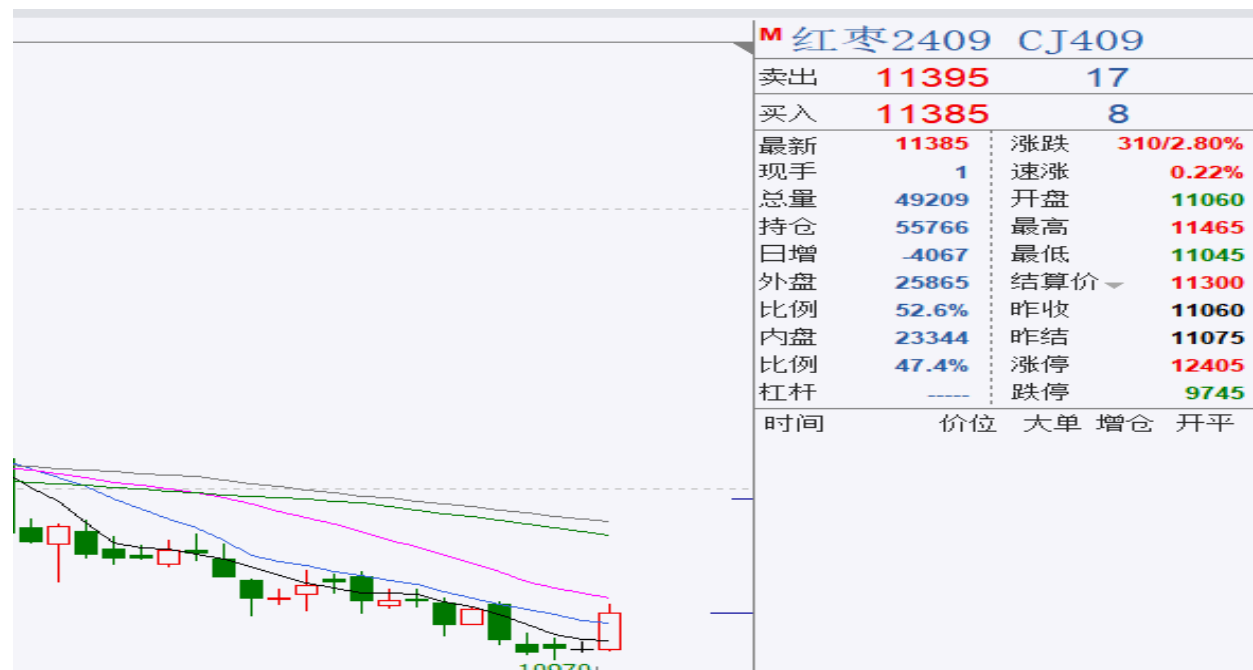 M 红枣2409 CJ409
卖出 11395 17
买入 11385 8
最新 11385 涨跌 310/2.80%
现手 1 速涨 0.22%
总量 49209 开盘 11060
持仓 55766 最高 11465
日增 -4067 最低 11045
外盘 25865 结算价 11300
比例 52.6% 昨收 11060
内盘 23344 昨结 11075
比例 47.4% 涨停 12405
杠杆 ----- 跌停 9745
时间 价位 大单 增仓 开平